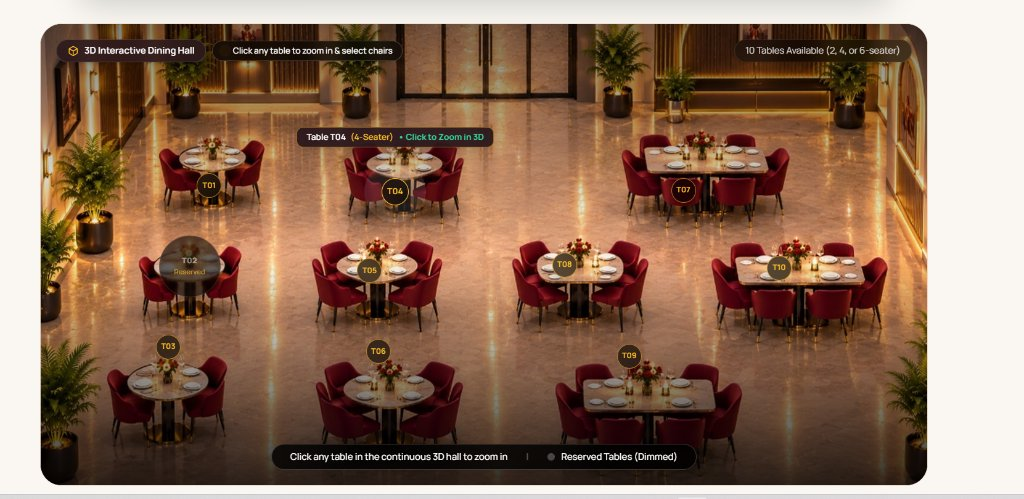 3D Interactive Dining Hall
Click any table to zoom in & select chairs
10 Tables Available (2, 4, or 6-seater)
Table T04 (4-Seater) • Click to Zoom in 3D
T01
T04
T07
T02
Reserved
T05
T08
T10
T03
T06
T09
Click any table in the continuous 3D hall to zoom in | Reserved Tables (Dimmed)